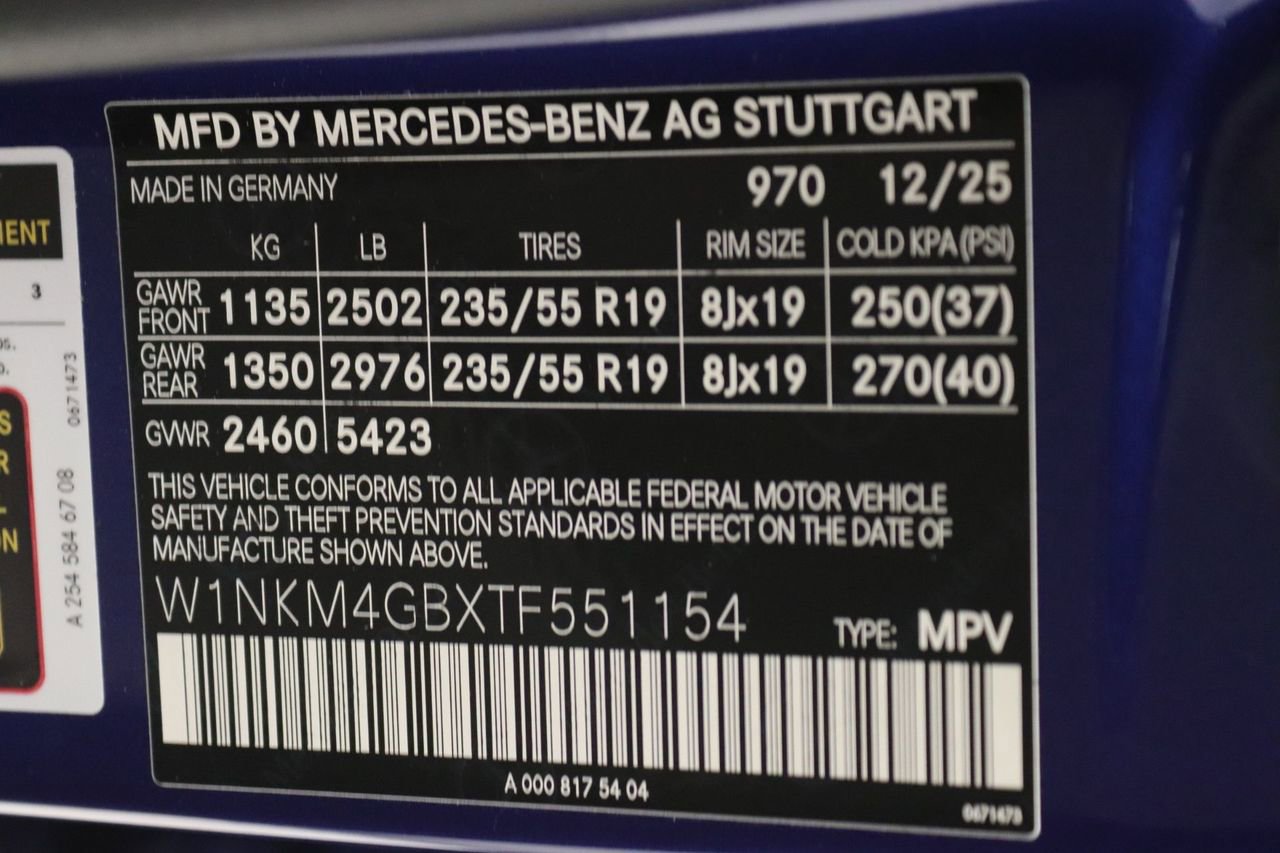 MFD BY MERCEDES-BENZ AG STUTTGART
MADE IN GERMANY 970 12/25
KG LB TIRES RIM SIZE COLD KPA(PSI)
GAWR FRONT 1135 2502 235/55 R19 8Jx19 250(37)
GAWR REAR 1350 2976 235/55 R19 8Jx19 270(40)
GVWR 2460 5423
THIS VEHICLE CONFORMS TO ALL APPLICABLE FEDERAL MOTOR VEHICLE
SAFETY AND THEFT PREVENTION STANDARDS IN EFFECT ON THE DATE OF
MANUFACTURE SHOWN ABOVE.
W1NKM4GBXTF551154
TYPE: MPV
A 000 817 54 04
0671473
3
A 254 584 67 08 0671473